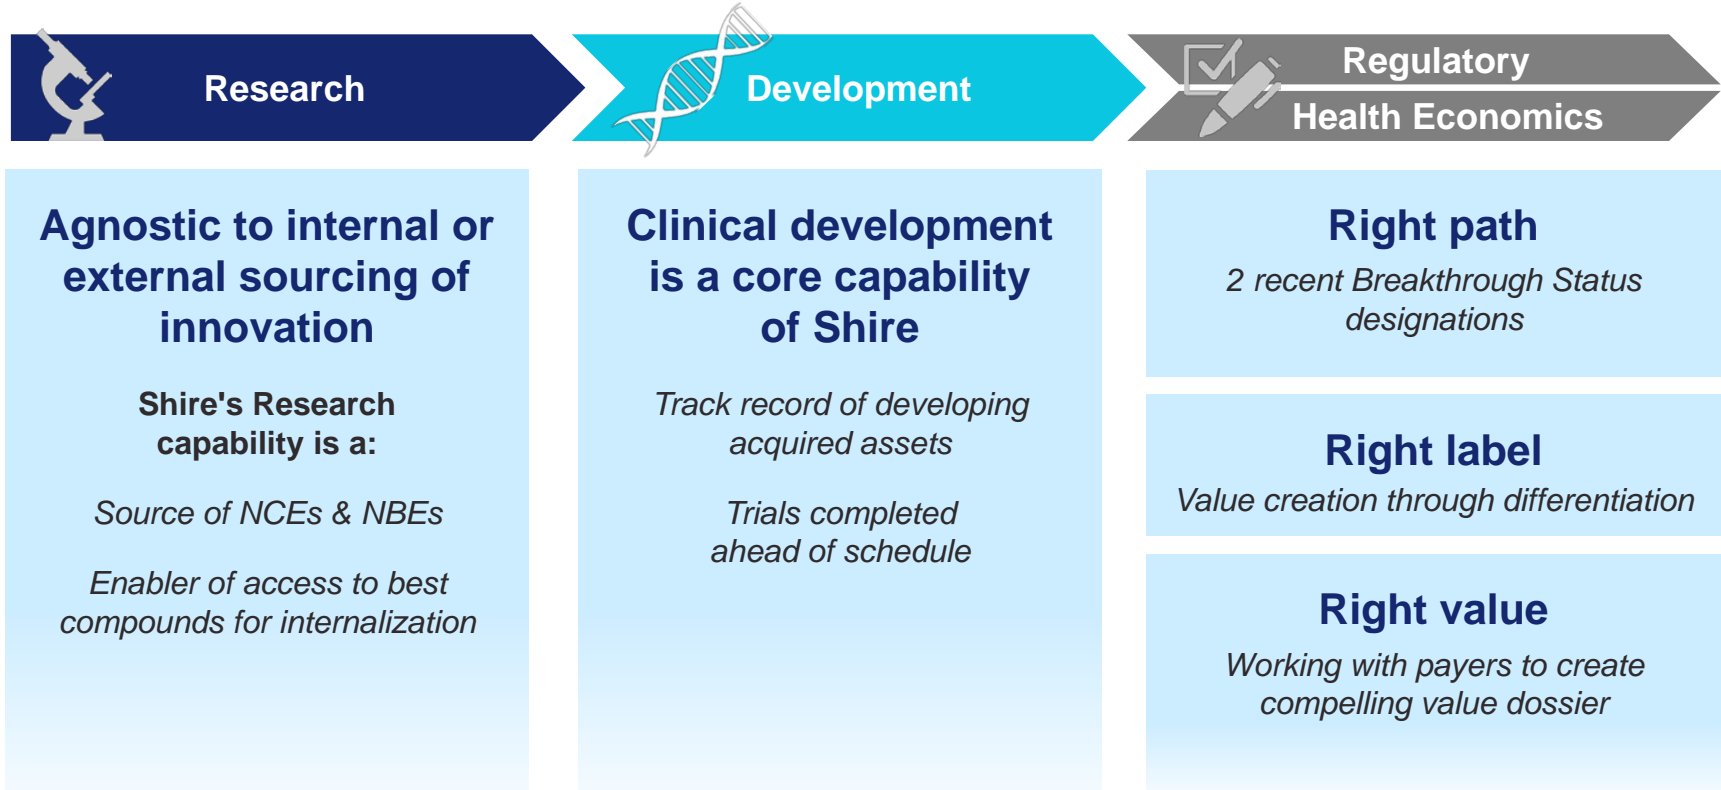 Research
Development
Regulatory
Health Economics
Agnostic to internal or
external sourcing of
innovation
Shire's Research
capability is a:
Source of NCEs & NBEs
Enabler of access to best
compounds for internalization
Clinical development
is a core capability
of Shire
Track record of developing
acquired assets
Trials completed
ahead of schedule
Right path
2 recent Breakthrough Status
designations
Right label
Value creation through differentiation
Right value
Working with payers to create
compelling value dossier